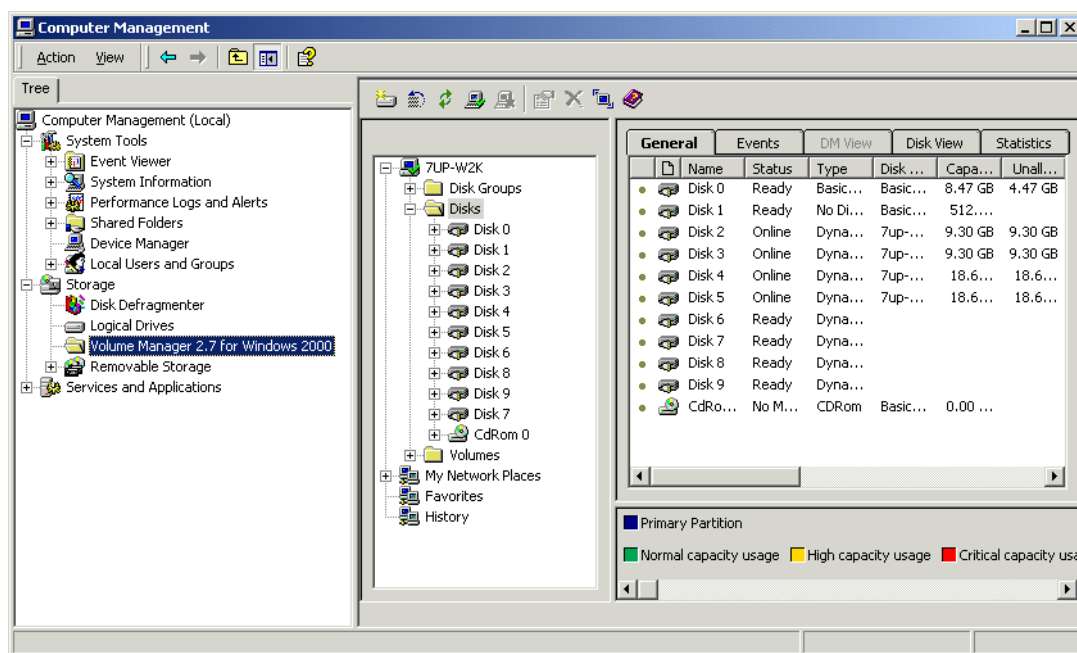 Computer Management
Action View
Tree
Computer Management (Local)
System Tools
Event Viewer
System Information
Performance Logs and Alerts
Shared Folders
Device Manager
Local Users and Groups
Storage
Disk Defragmenter
Logical Drives
Volume Manager 2.7 for Windows 2000
Removable Storage
Services and Applications
7UP-W2K
Disk Groups
Disks
Disk 0
Disk 1
Disk 2
Disk 3
Disk 4
Disk 5
Disk 6
Disk 8
Disk 9
Disk 7
CdRom 0
Volumes
My Network Places
Favorites
History
General Events DM View Disk View Statistics
Name Status Type Disk ... Capa... Unall...
Disk 0 Ready Basic... Basic... 8.47 GB 4.47 GB
Disk 1 Ready No Di... Basic... 512....
Disk 2 Online Dyna... 7up-... 9.30 GB 9.30 GB
Disk 3 Online Dyna... 7up-... 9.30 GB 9.30 GB
Disk 4 Online Dyna... 7up-... 18.6... 18.6...
Disk 5 Online Dyna... 7up-... 18.6... 18.6...
Disk 6 Ready Dyna...
Disk 7 Ready Dyna...
Disk 8 Ready Dyna...
Disk 9 Ready Dyna...
CdRo... No M... CDRom Basic... 0.00 ...
Primary Partition
Normal capacity usage High capacity usage Critical capacity usa